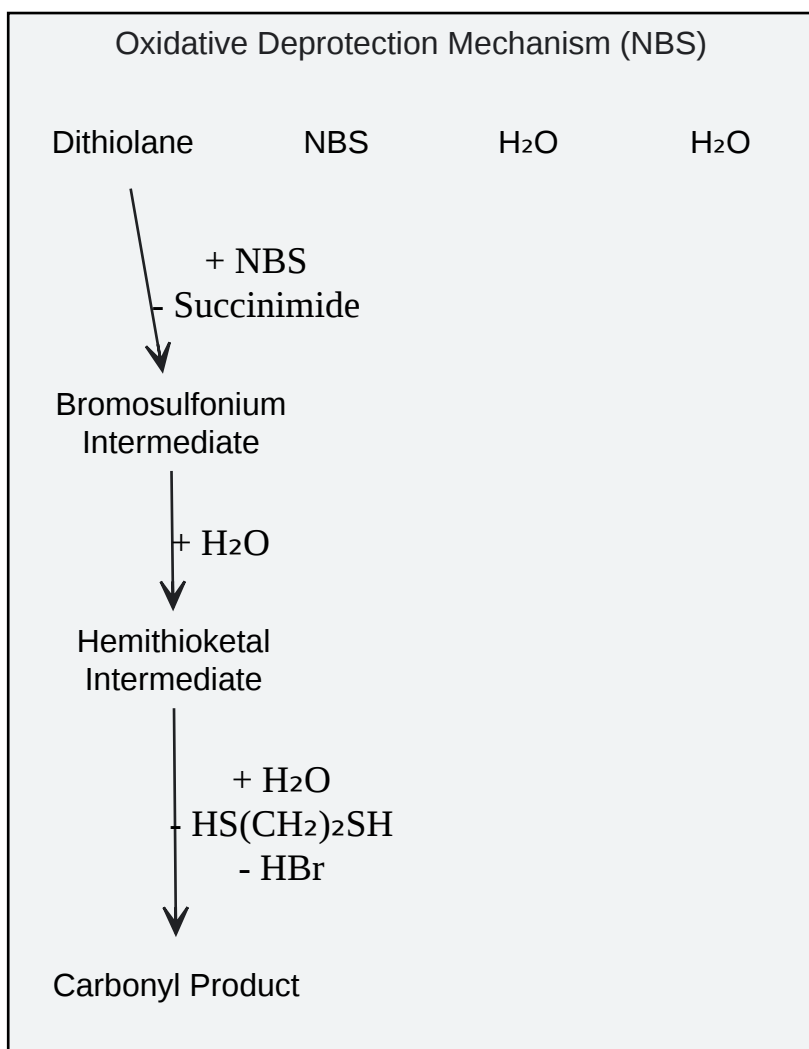 Oxidative Deprotection Mechanism (NBS)
Dithiolane NBS H₂O H₂O
+ NBS
- Succinimide
Bromosulfonium
Intermediate
+ H₂O
Hemithioketal
Intermediate
+ H₂O
- HS(CH₂)₂SH
- HBr
Carbonyl Product